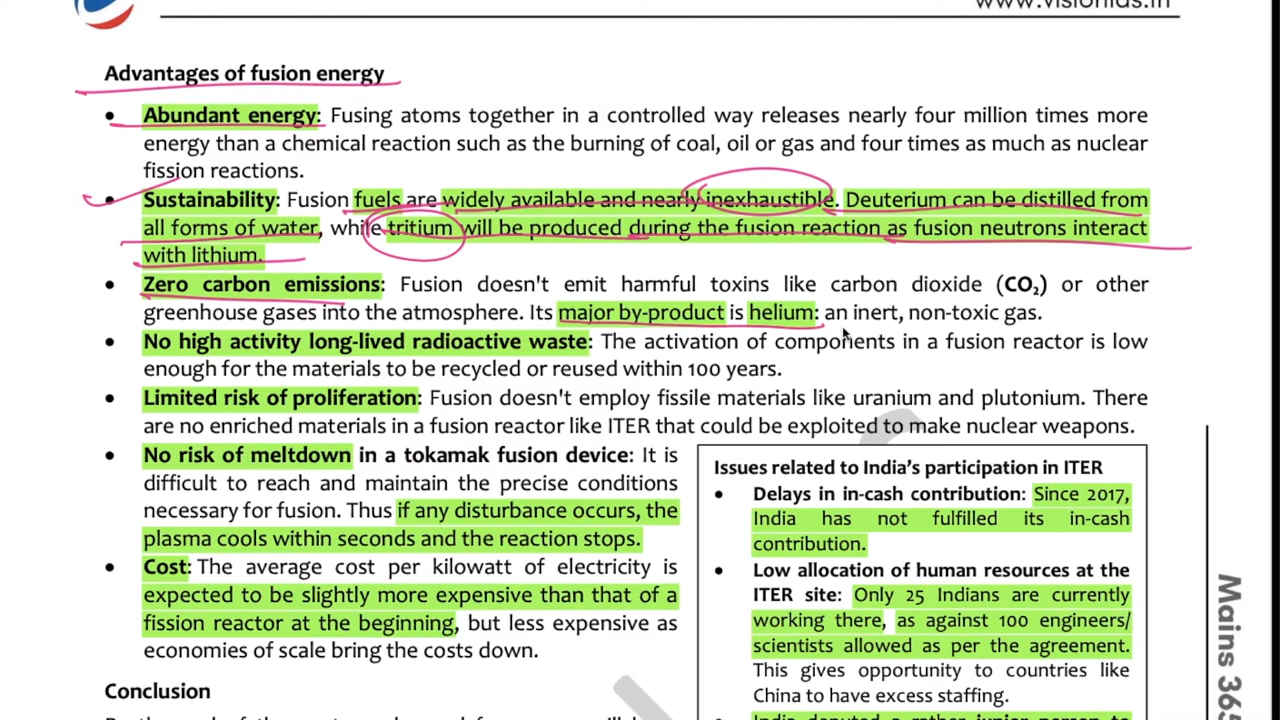 www.visionias.in
Advantages of fusion energy
• Abundant energy: Fusing atoms together in a controlled way releases nearly four million times more
energy than a chemical reaction such as the burning of coal, oil or gas and four times as much as nuclear
fission reactions.
• Sustainability: Fusion fuels are widely available and nearly inexhaustible. Deuterium can be distilled from
all forms of water, while tritium will be produced during the fusion reaction as fusion neutrons interact
with lithium.
• Zero carbon emissions: Fusion doesn't emit harmful toxins like carbon dioxide (CO₂) or other
greenhouse gases into the atmosphere. Its major by-product is helium: an inert, non-toxic gas.
• No high activity long-lived radioactive waste: The activation of components in a fusion reactor is low
enough for the materials to be recycled or reused within 100 years.
• Limited risk of proliferation: Fusion doesn't employ fissile materials like uranium and plutonium. There
are no enriched materials in a fusion reactor like ITER that could be exploited to make nuclear weapons.
• No risk of meltdown in a tokamak fusion device: It is
difficult to reach and maintain the precise conditions
necessary for fusion. Thus if any disturbance occurs, the
plasma cools within seconds and the reaction stops.
• Cost: The average cost per kilowatt of electricity is
expected to be slightly more expensive than that of a
fission reactor at the beginning, but less expensive as
economies of scale bring the costs down.
Conclusion
Issues related to India's participation in ITER
• Delays in in-cash contribution: Since 2017,
India has not fulfilled its in-cash
contribution.
• Low allocation of human resources at the
ITER site: Only 25 Indians are currently
working there, as against 100 engineers/
scientists allowed as per the agreement.
This gives opportunity to countries like
China to have excess staffing.
India deputed a rather junior person to
Mains 365